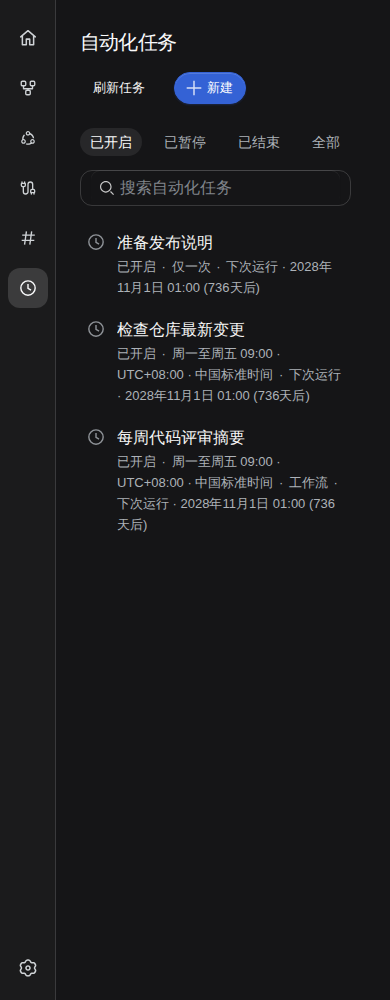 自动化任务
刷新任务
新建
已开启 已暂停 已结束 全部
搜索自动化任务
准备发布说明
已开启 · 仅一次 · 下次运行 · 2028年
11月1日 01:00 (736天后)
检查仓库最新变更
已开启 · 周一至周五 09:00 ·
UTC+08:00 · 中国标准时间 · 下次运行
· 2028年11月1日 01:00 (736天后)
每周代码评审摘要
已开启 · 周一至周五 09:00 ·
UTC+08:00 · 中国标准时间 · 工作流 ·
下次运行 · 2028年11月1日 01:00 (736
天后)